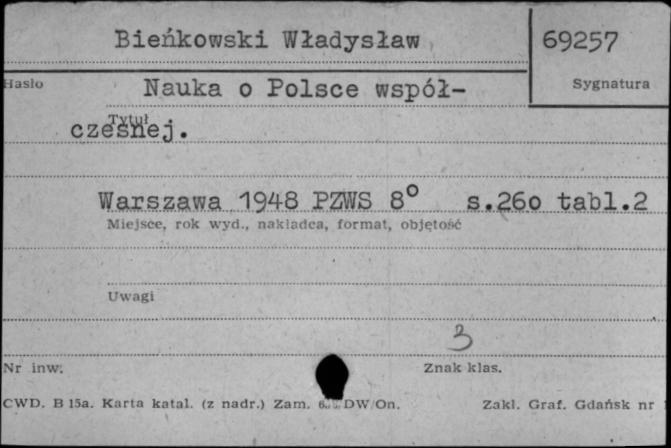 Bieńkowski Władysław
69257
Hasło
Nauka o Polsce współ-
Sygnatura
Tytuł
czesnej.
Warszawa 1948 PZWS 8° s.26o tabl.2
Miejsce, rok wyd., nakładca, format, objętość
Uwagi
3
Nr inw.
Znak klas.
CWD. B 15a. Karta katal. (z nadr.) Zam. DW/On.
Zakł. Graf. Gdańsk nr